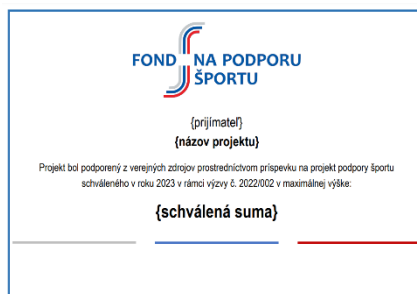 FOND NA PODPORU
ŠPORTU
{prijímateľ}
{názov projektu}
Projekt bol podporený z verejných zdrojov prostredníctvom príspevku na projekt podpory športu
schváleného v roku 2023 v rámci výzvy č. 2022/002 v maximálnej výške:
{schválená suma}